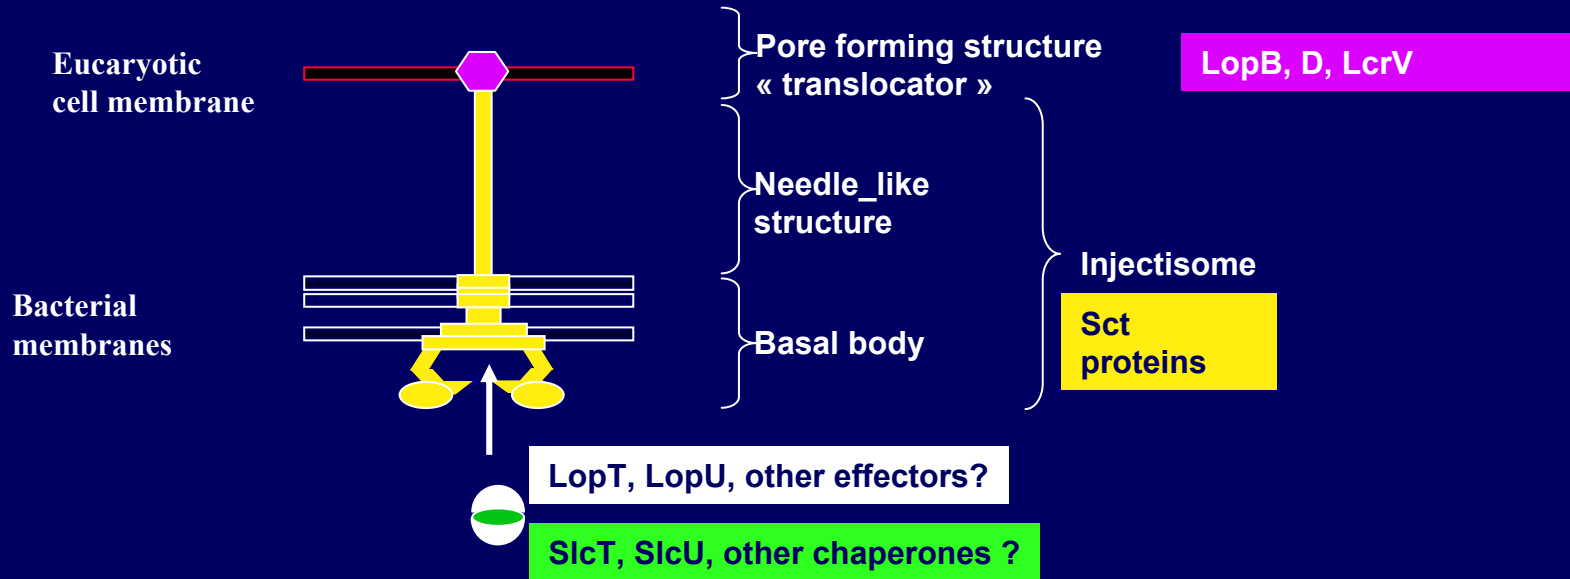 Eucaryotic
cell membrane
Pore forming structure
« translocator »
LopB, D, LcrV
Needle_like
structure
Injectisome
Sct
proteins
Bacterial
membranes
Basal body
LopT, LopU, other effectors?
SlcT, SlcU, other chaperones ?